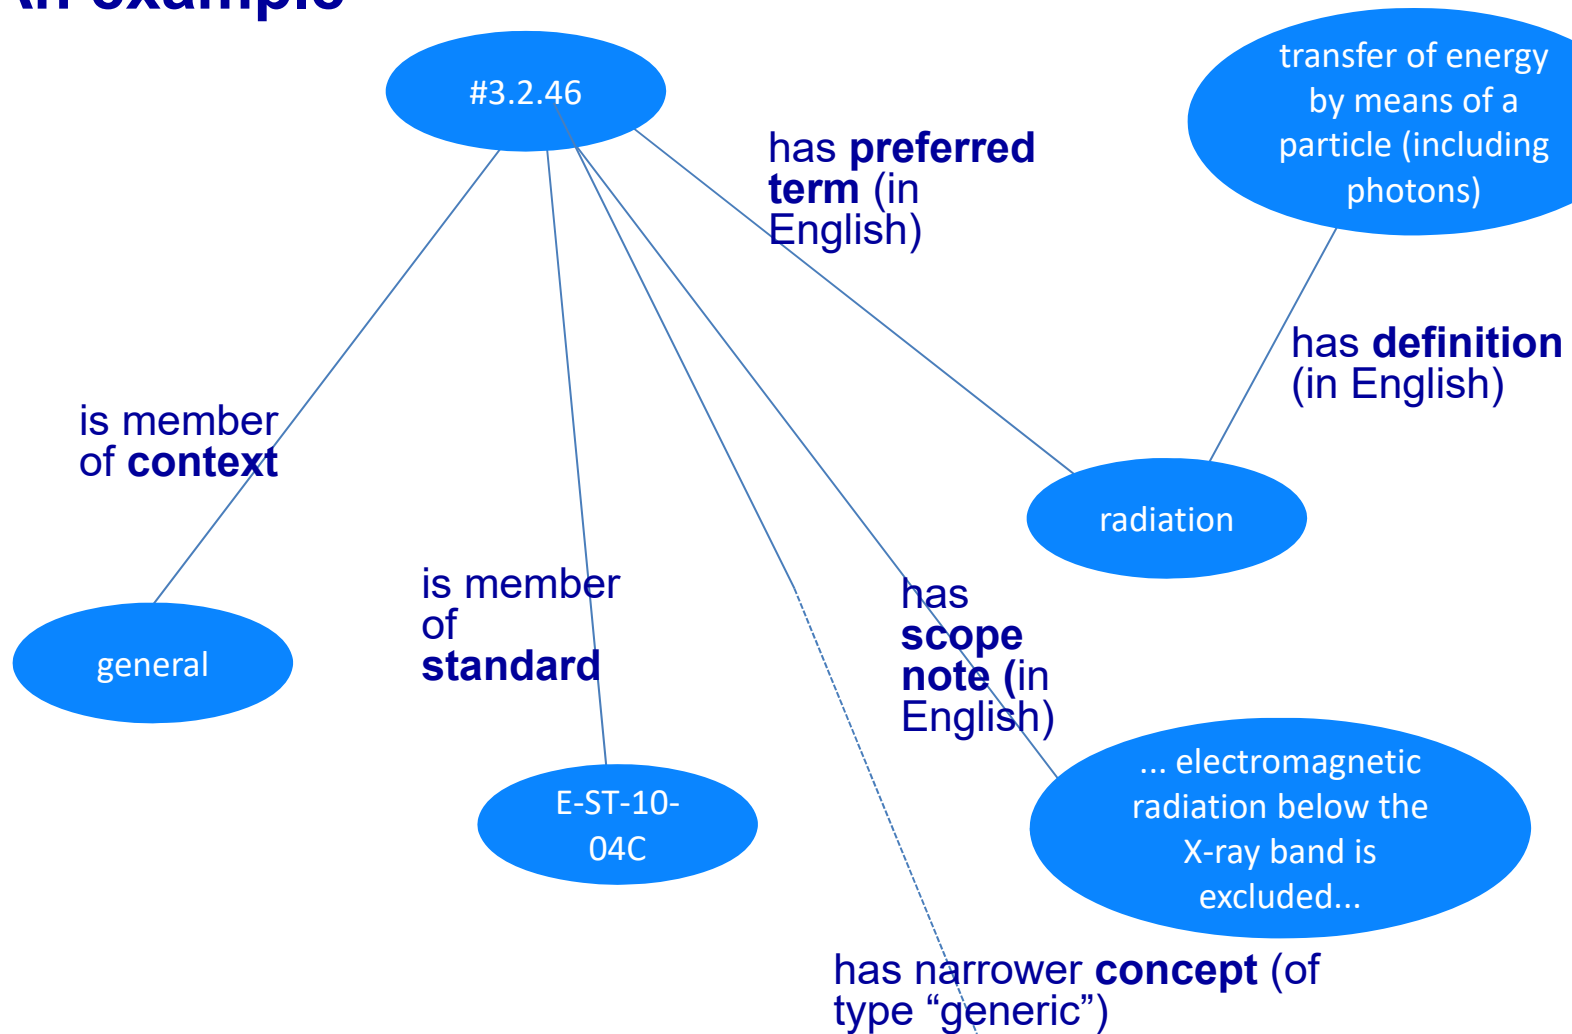 An example
#3.2.46
transfer of energy
by means of a
particle (including
photons)
has preferred
term (in
English)
has definition
(in English)
is member
of context
radiation
is member
of
standard
has
scope
note (in
English)
general
... electromagnetic
radiation below the
X-ray band is
excluded...
E-ST-10-
04C
has narrower concept (of
type “generic”)